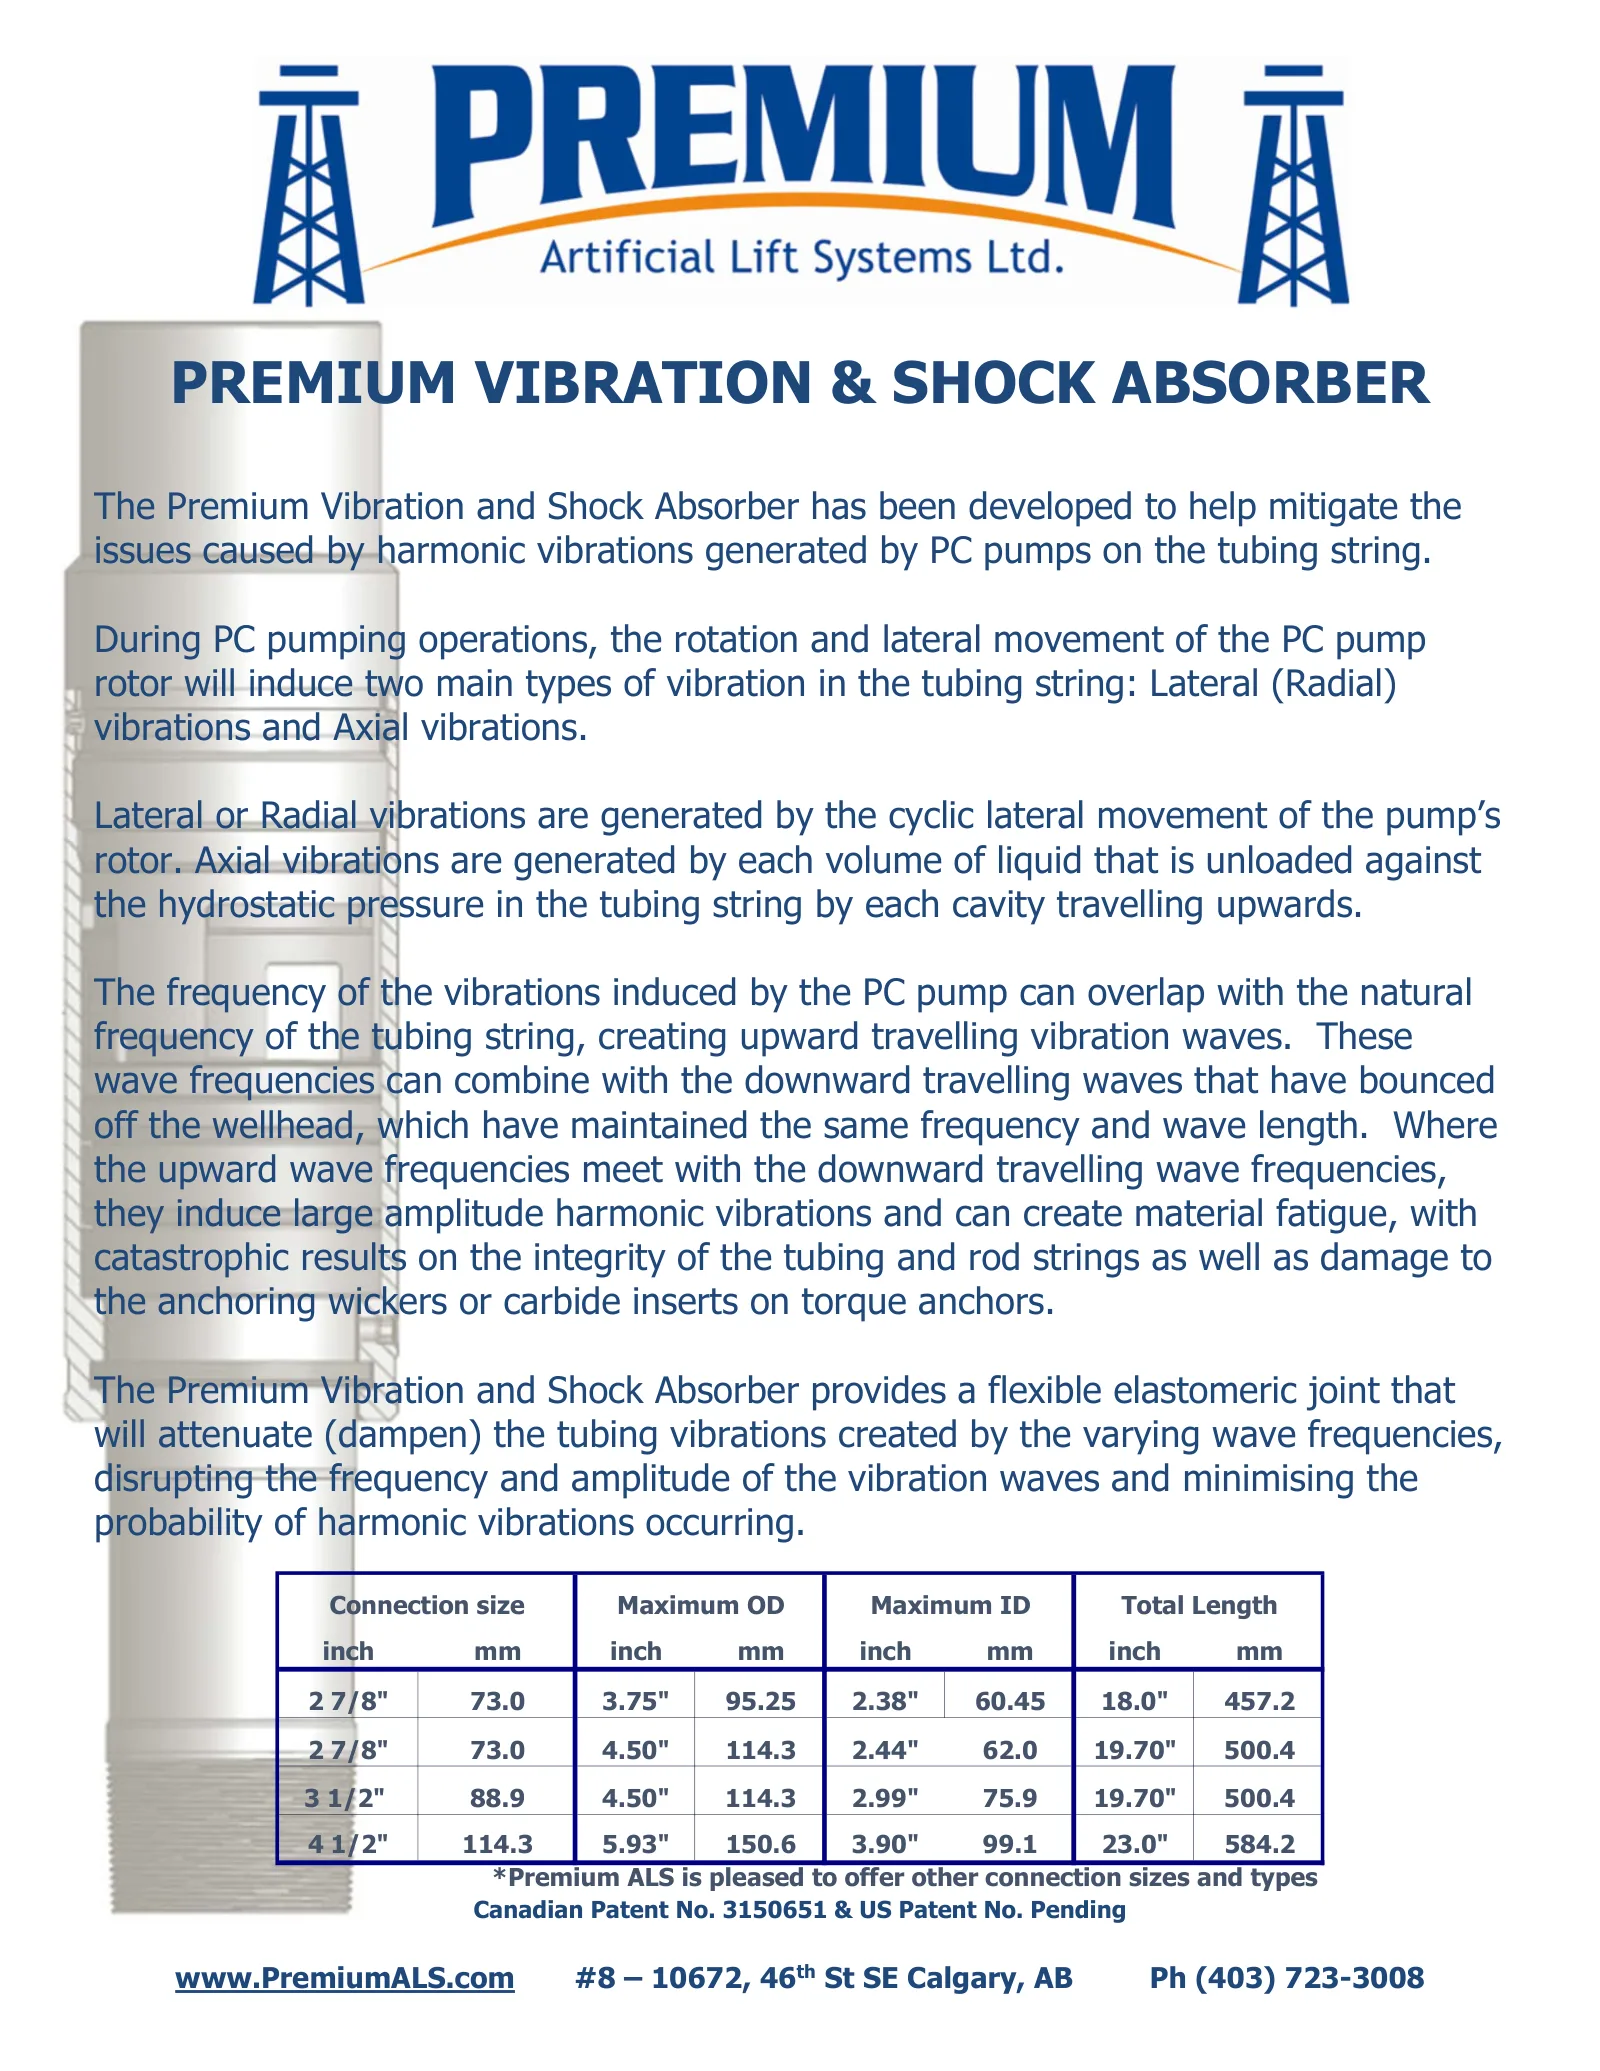 PREMIUM
Artificial Lift Systems Ltd.
PREMIUM VIBRATION & SHOCK ABSORBER
The Premium Vibration and Shock Absorber has been developed to help mitigate the
issues caused by harmonic vibrations generated by PC pumps on the tubing string.
During PC pumping operations, the rotation and lateral movement of the PC pump
rotor will induce two main types of vibration in the tubing string: Lateral (Radial)
vibrations and Axial vibrations.
Lateral or Radial vibrations are generated by the cyclic lateral movement of the pump’s
rotor. Axial vibrations are generated by each volume of liquid that is unloaded against
the hydrostatic pressure in the tubing string by each cavity travelling upwards.
The frequency of the vibrations induced by the PC pump can overlap with the natural
frequency of the tubing string, creating upward travelling vibration waves.  These
wave frequencies can combine with the downward travelling waves that have bounced
off the wellhead, which have maintained the same frequency and wave length.  Where
the upward wave frequencies meet with the downward travelling wave frequencies,
they induce large amplitude harmonic vibrations and can create material fatigue, with
catastrophic results on the integrity of the tubing and rod strings as well as damage to
the anchoring wickers or carbide inserts on torque anchors.
The Premium Vibration and Shock Absorber provides a flexible elastomeric joint that
will attenuate (dampen) the tubing vibrations created by the varying wave frequencies,
disrupting the frequency and amplitude of the vibration waves and minimising the
probability of harmonic vibrations occurring.
Connection size Maximum OD Maximum ID Total Length
inch mm inch mm inch mm inch mm
2 7/8" 73.0 3.75" 95.25 2.38" 60.45 18.0" 457.2
2 7/8" 73.0 4.50" 114.3 2.44" 62.0 19.70" 500.4
3 1/2" 88.9 4.50" 114.3 2.99" 75.9 19.70" 500.4
4 1/2" 114.3 5.93" 150.6 3.90" 99.1 23.0" 584.2
*Premium ALS is pleased to offer other connection sizes and types
Canadian Patent No. 3150651 & US Patent No. Pending
www.PremiumALS.com #8 – 10672, 46th St SE Calgary, AB Ph (403) 723-3008